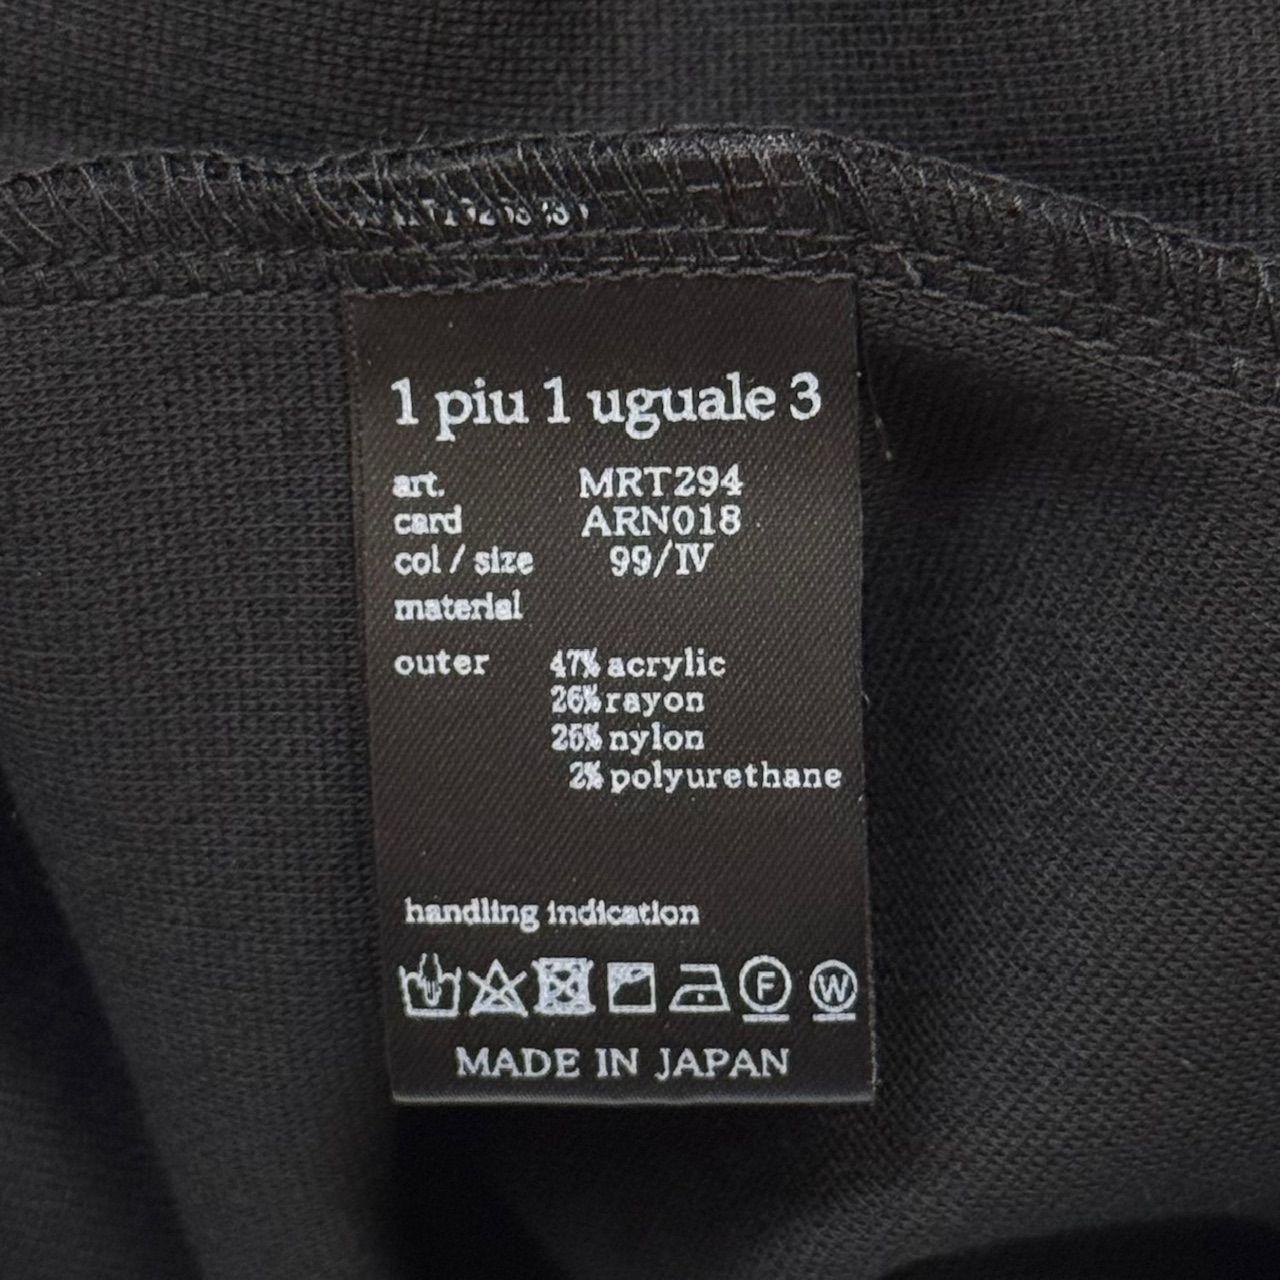 1 piu 1 uguale 3
art. MRT294
card ARN018
col / size 99/IV
material
outer 47% acrylic
26% rayon
25% nylon
2% polyurethane
handling indication
F W
MADE IN JAPAN